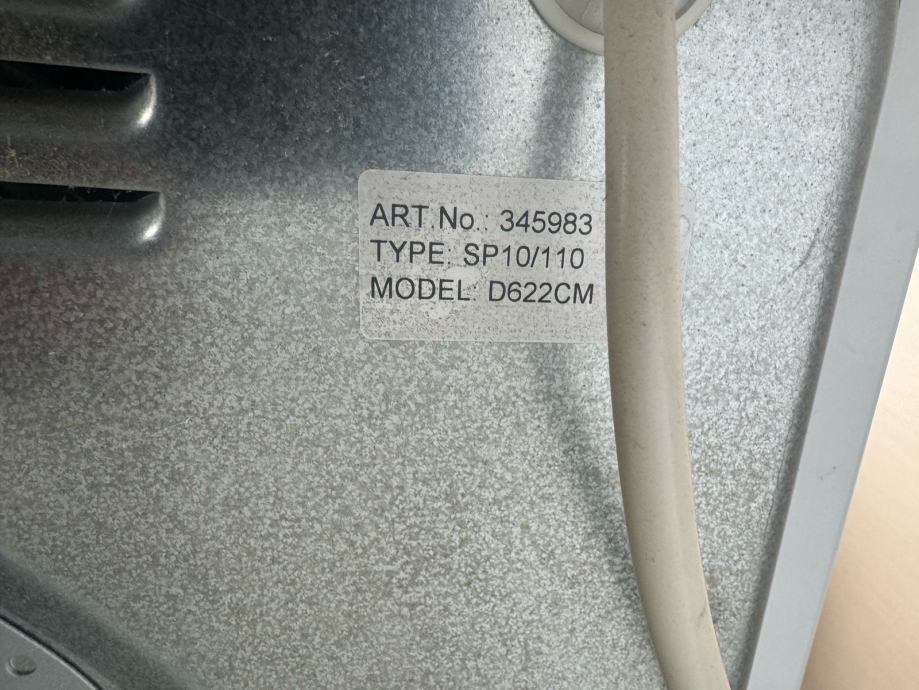 ART.No.: 345983
TYPE: SP10/110
MODEL: D622CM